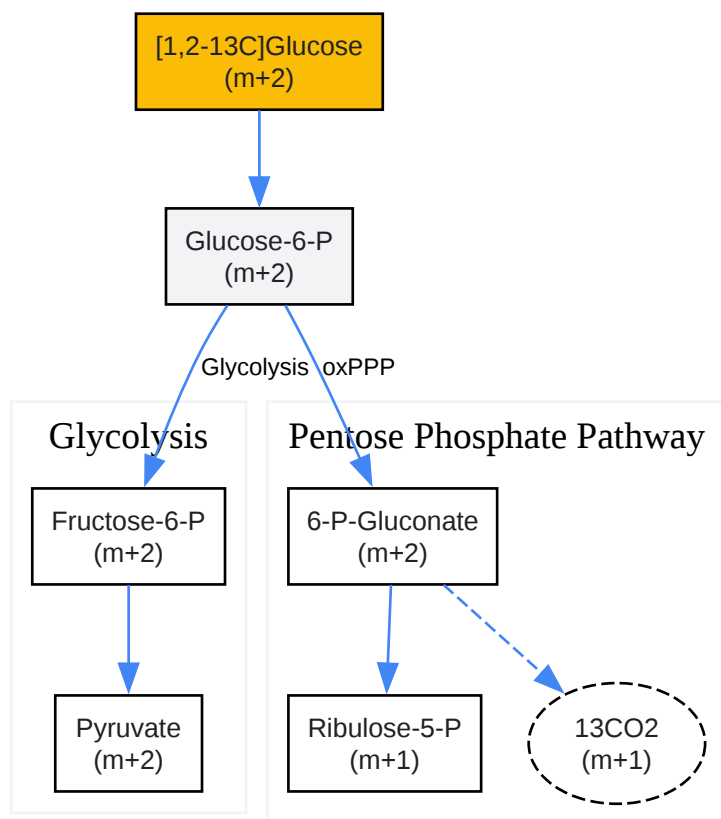 [1,2-13C]Glucose
(m+2)
Glucose-6-P
(m+2)
Glycolysis
oxPPP
Glycolysis
Pentose Phosphate Pathway
Fructose-6-P
(m+2)
6-P-Gluconate
(m+2)
Pyruvate
(m+2)
Ribulose-5-P
(m+1)
13CO2
(m+1)